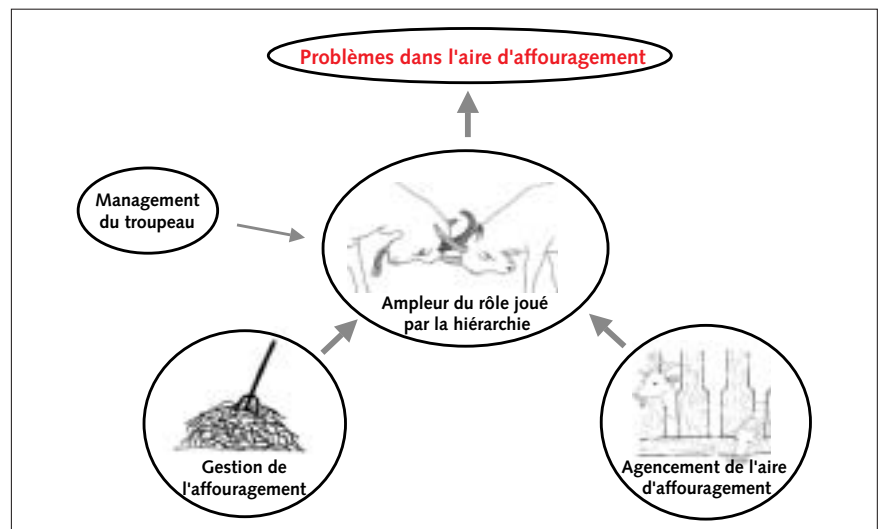 Problèmes dans l'aire d'affouragement
Management
du troupeau
Ampleur du rôle joué
par la hiérarchie
Gestion de
l'affouragement
Agencement de l'aire
d'affouragement